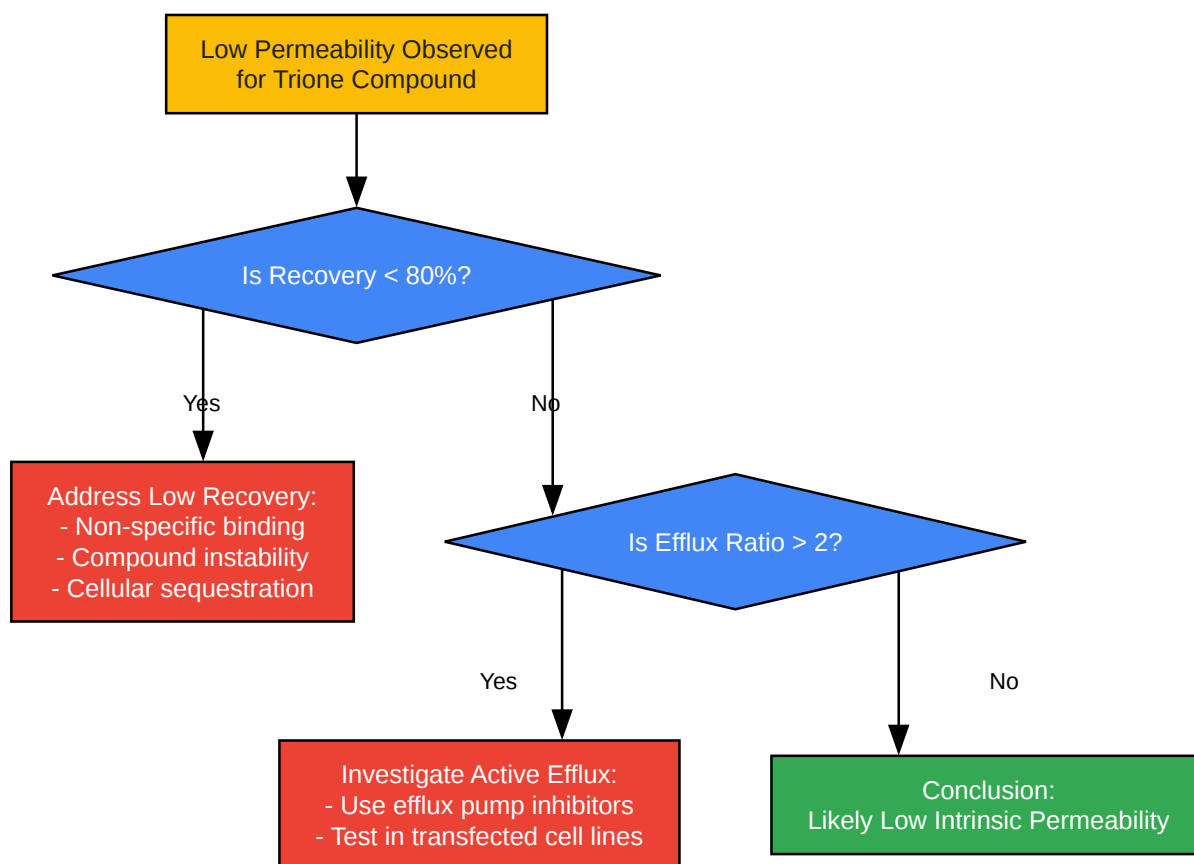 Low Permeability Observed
for Trione Compound
Is Recovery < 80%?
Yes
No
Address Low Recovery:
- Non-specific binding
- Compound instability
- Cellular sequestration
Is Efflux Ratio > 2?
Yes
No
Investigate Active Efflux:
- Use efflux pump inhibitors
- Test in transfected cell lines
Conclusion:
Likely Low Intrinsic Permeability